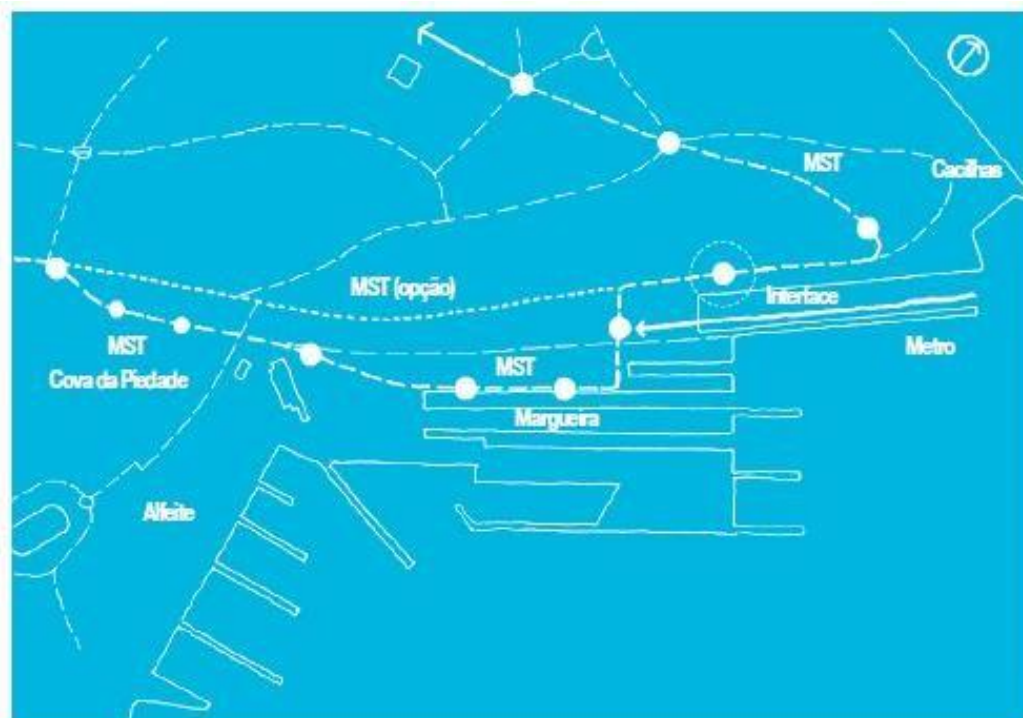 MST
Cacilhas
MST (opção)
Interface
MST
Cova da Piedade
MST
Metro
Margueira
Alfeite